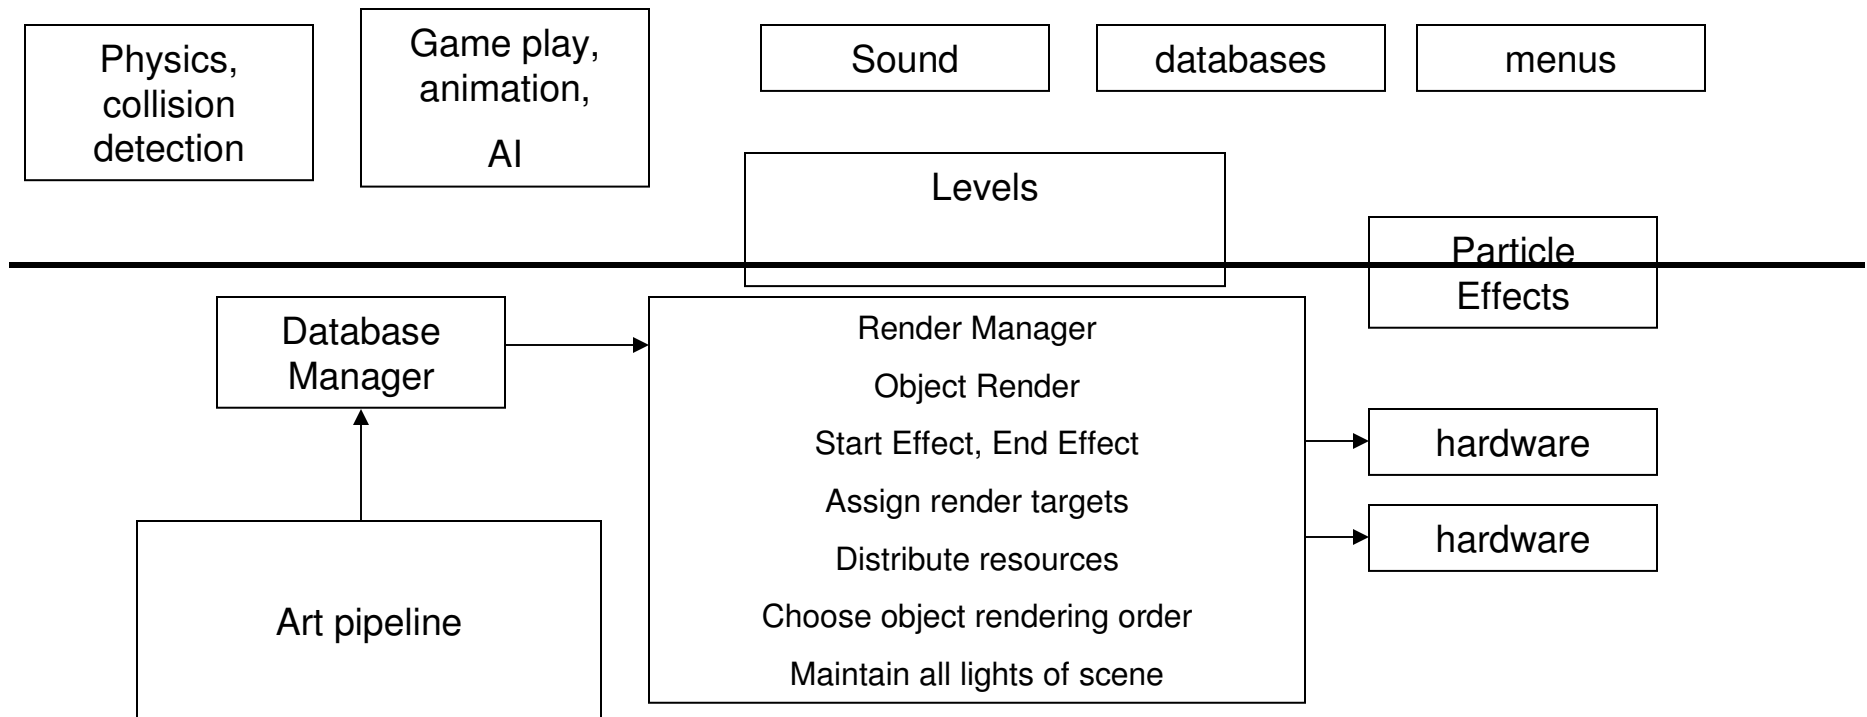 Physics,
collision
detection
Game play,
animation,
AI
Sound
databases
menus
Levels
Particle
Effects
Database
Manager
Render Manager
Object Render
Start Effect, End Effect
Assign render targets
Distribute resources
Choose object rendering order
Maintain all lights of scene
hardware
hardware
Art pipeline